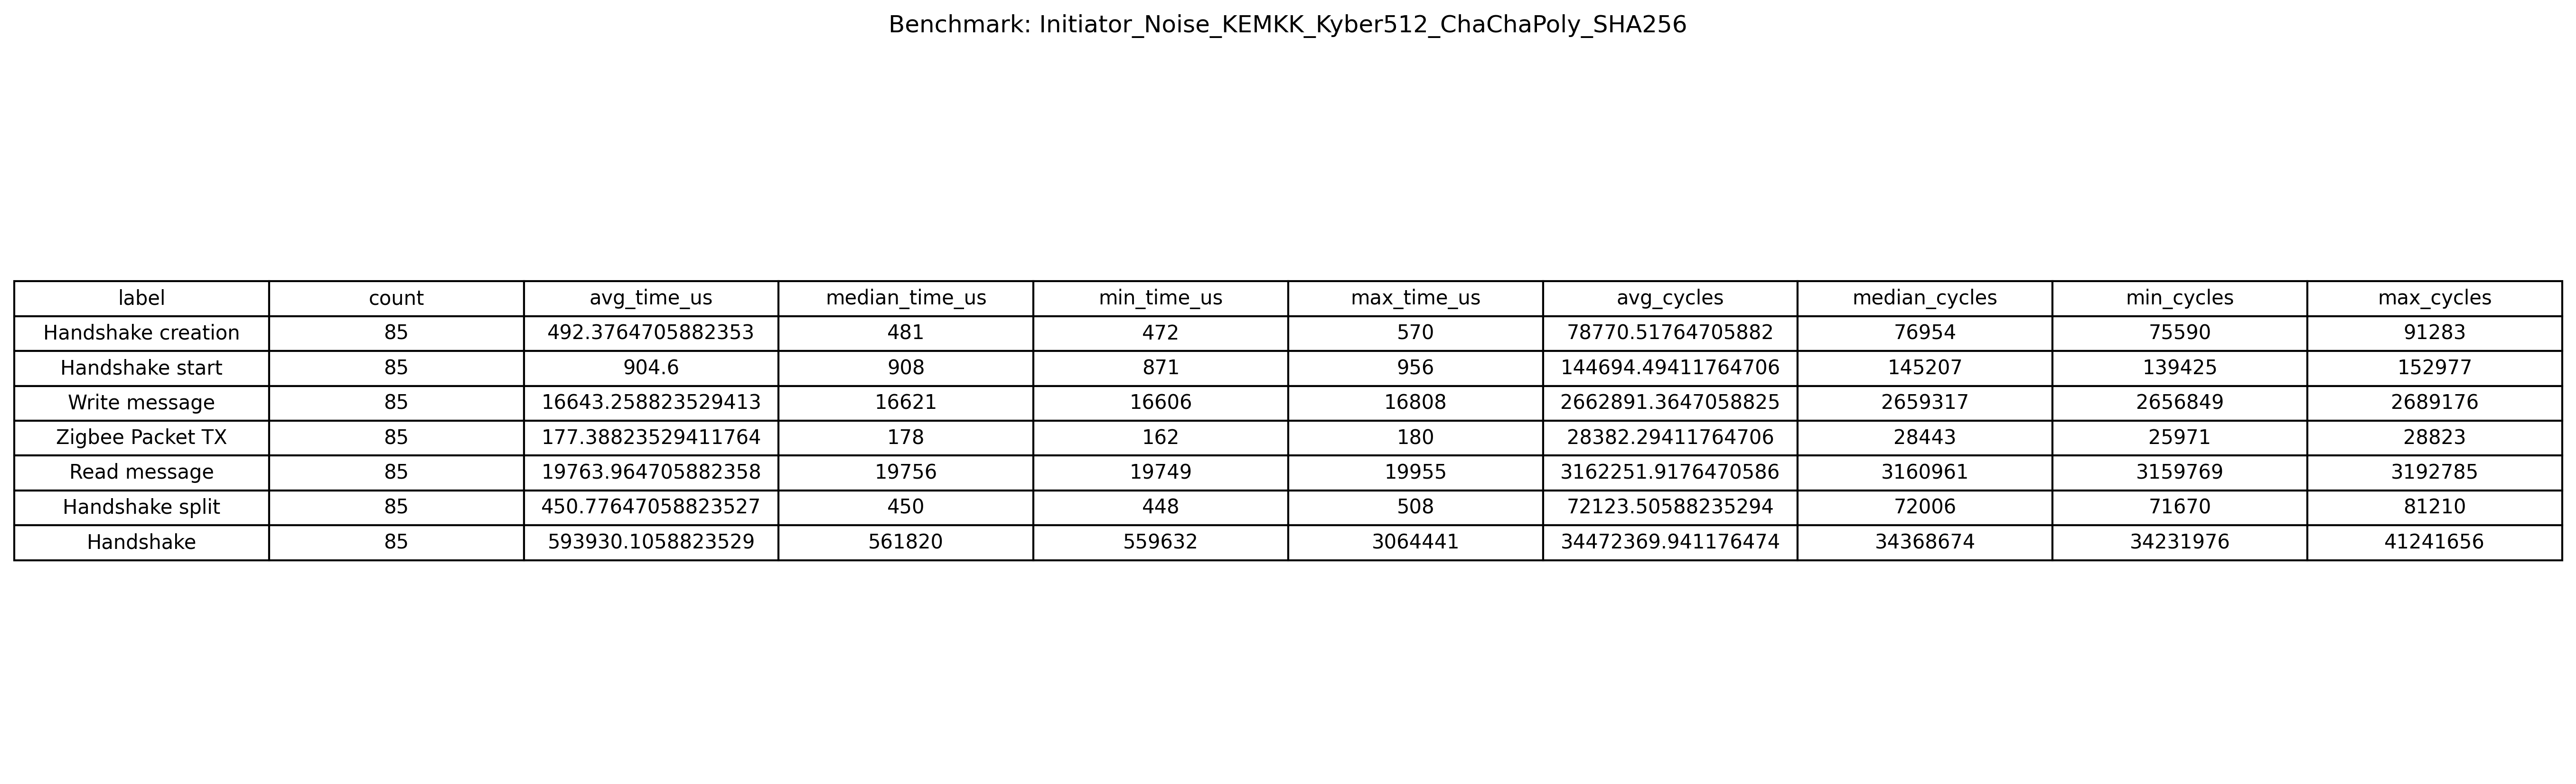 Benchmark: Initiator_Noise_KEMKK_Kyber512_ChaChaPoly_SHA256
label count avg_time_us median_time_us min_time_us max_time_us avg_cycles median_cycles min_cycles max_cycles
Handshake creation 85 492.3764705882353 481 472 570 78770.51764705882 76954 75590 91283
Handshake start 85 904.6 908 871 956 144694.49411764706 145207 139425 152977
Write message 85 16643.258823529413 16621 16606 16808 2662891.3647058825 2659317 2656849 2689176
Zigbee Packet TX 85 177.38823529411764 178 162 180 28382.29411764706 28443 25971 28823
Read message 85 19763.964705882358 19756 19749 19955 3162251.9176470586 3160961 3159769 3192785
Handshake split 85 450.77647058823527 450 448 508 72123.50588235294 72006 71670 81210
Handshake 85 593930.1058823529 561820 559632 3064441 34472369.941176474 34368674 34231976 41241656